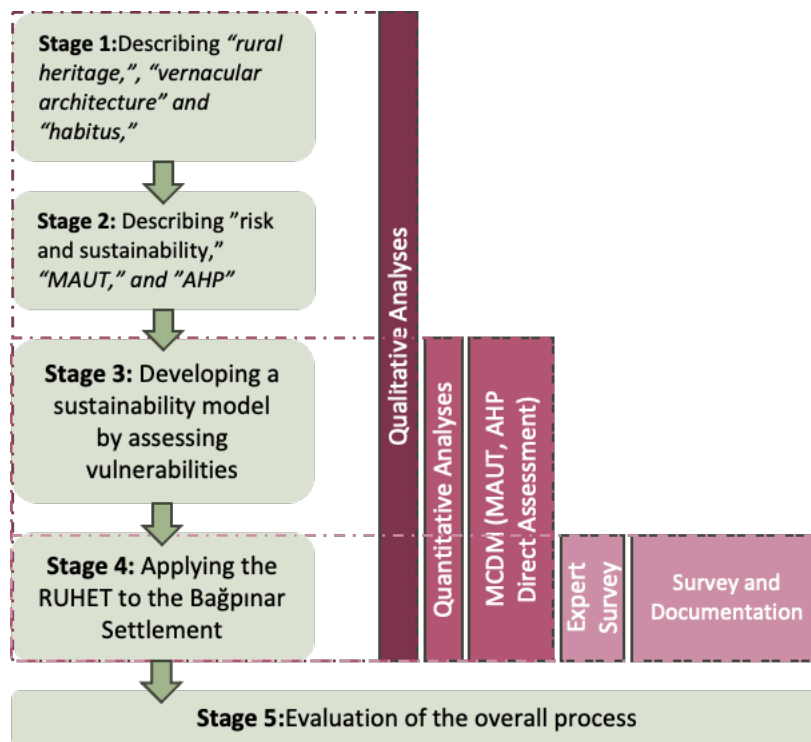 Stage 1:Describing “rural
heritage,”, “vernacular
architecture” and
“habitus,”
Stage 2: Describing ”risk
and sustainability,”
“MAUT,” and ”AHP”
Stage 3: Developing a
sustainability model
by assessing
vulnerabilities
Stage 4: Applying the
RUHET to the Bağpınar
Settlement
Qualitative Analyses
Quantitative Analyses
MCDM (MAUT, AHP
Direct Assessment)
Expert
Survey
Survey and
Documentation
Stage 5:Evaluation of the overall process